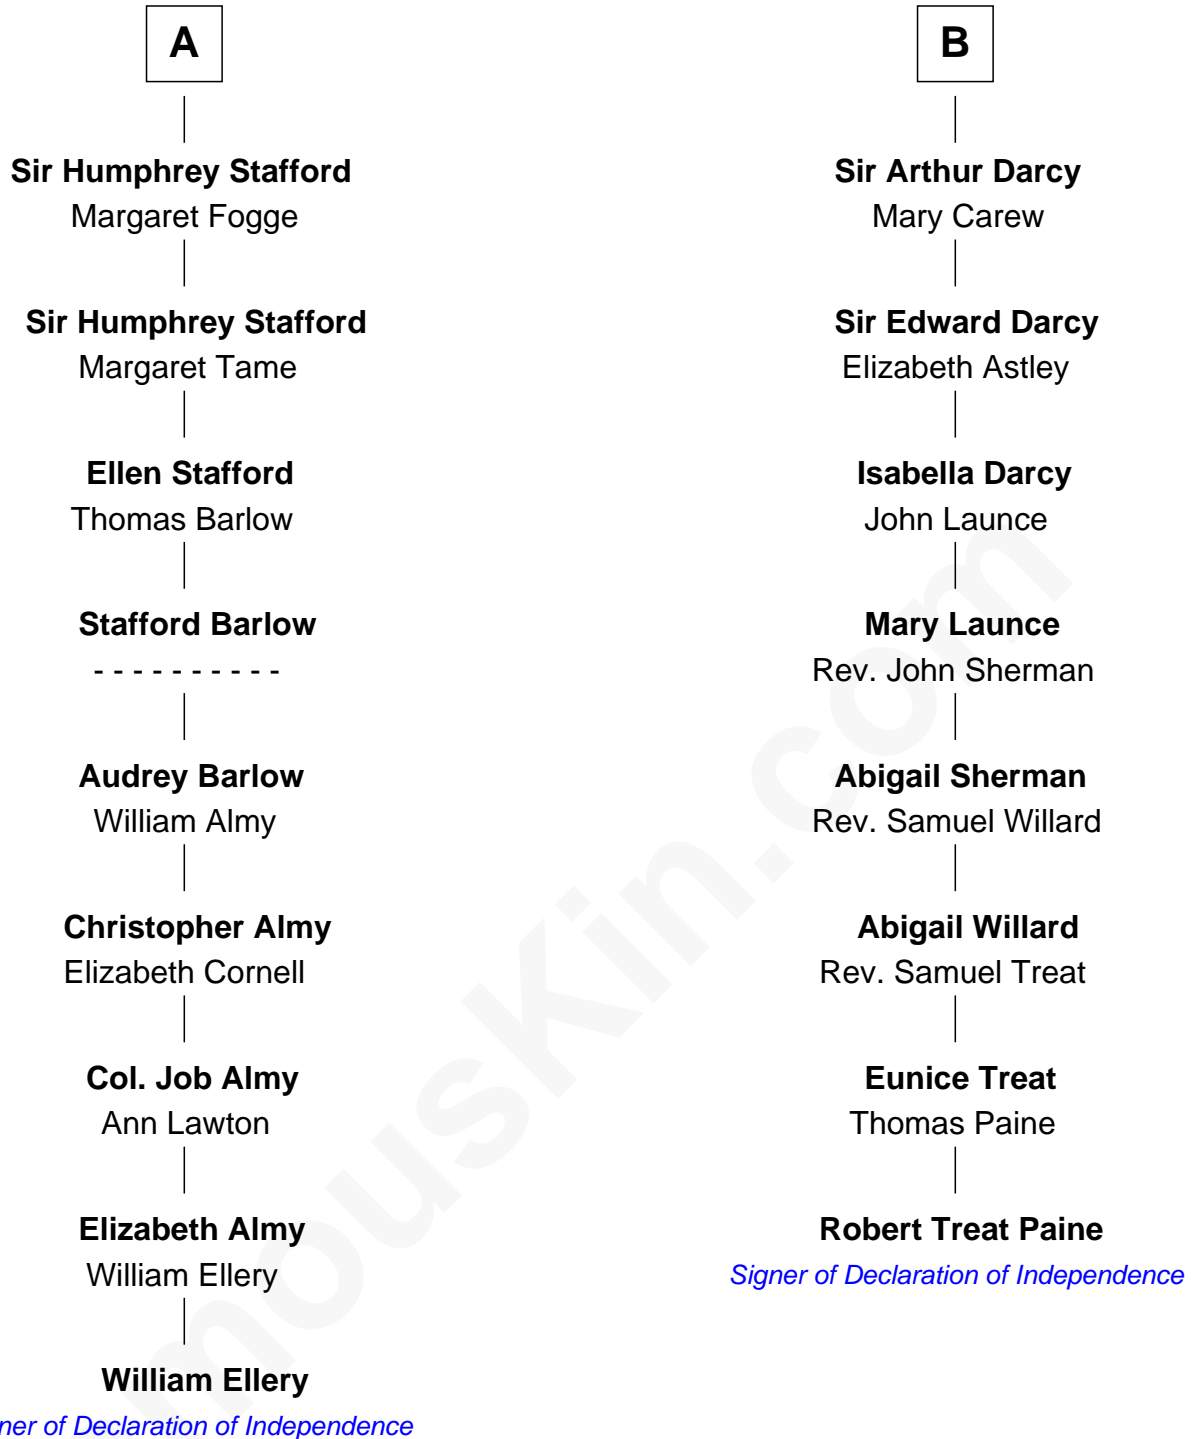 A
Sir Humphrey Stafford
Margaret Fogge
Sir Humphrey Stafford
Margaret Tame
Ellen Stafford
Thomas Barlow
Stafford Barlow
- - - - - - - - - -
Audrey Barlow
William Almy
Christopher Almy
Elizabeth Cornell
Col. Job Almy
Ann Lawton
Elizabeth Almy
William Ellery
William Ellery
ner of Declaration of Independence
B
Sir Arthur Darcy
Mary Carew
Sir Edward Darcy
Elizabeth Astley
Isabella Darcy
John Launce
Mary Launce
Rev. John Sherman
Abigail Sherman
Rev. Samuel Willard
Abigail Willard
Rev. Samuel Treat
Eunice Treat
Thomas Paine
Robert Treat Paine
Signer of Declaration of Independence
mousKin.com